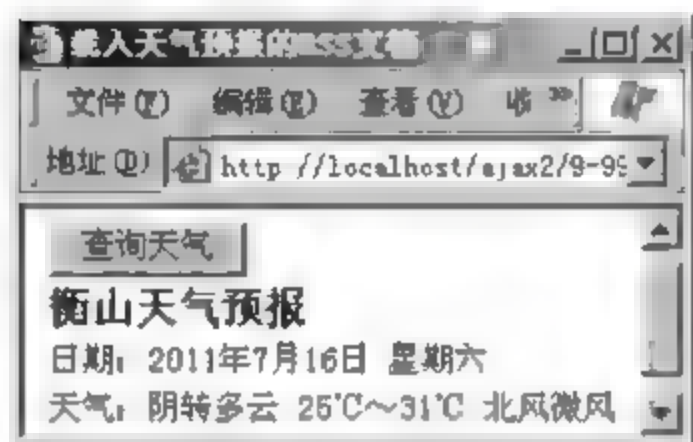 载入天气预报的RSS文档
文件(F) 编辑(E) 查看(V) 收 »
地址(D) http //localhost/ajax2/9-99
查询天气
衡山天气预报
日期: 2011年7月16日 星期六
天气: 阴转多云 25℃~31℃ 北风微风